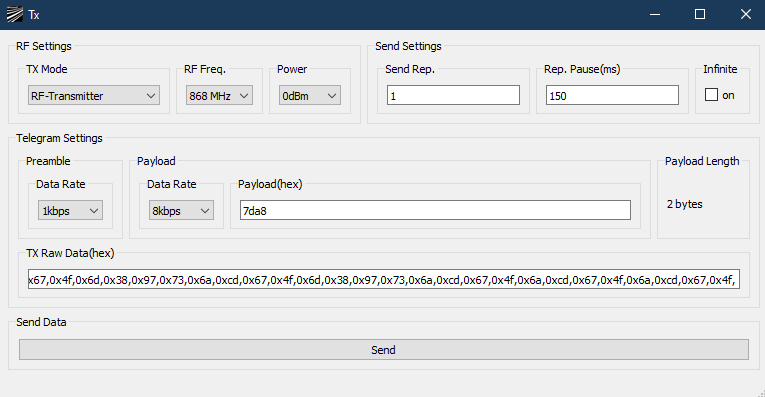 Tx
RF Settings
Send Settings
TX Mode
RF Freq.
Power
Send Rep.
Rep. Pause(ms)
Infinite
RF-Transmitter
868 MHz
0dBm
1
150
on
Telegram Settings
Preamble
Payload
Payload Length
Data Rate
Data Rate
Payload(hex)
1kbps
8kbps
7da8
2 bytes
TX Raw Data(hex)
x67,0x4f,0x6d,0x38,0x97,0x73,0x6a,0xcd,0x67,0x4f,0x6d,0x38,0x97,0x73,0x6a,0xcd,0x67,0x4f,0x6a,0xcd,0x67,0x4f,0x6a,0xcd,0x67,0x4f,
Send Data
Send